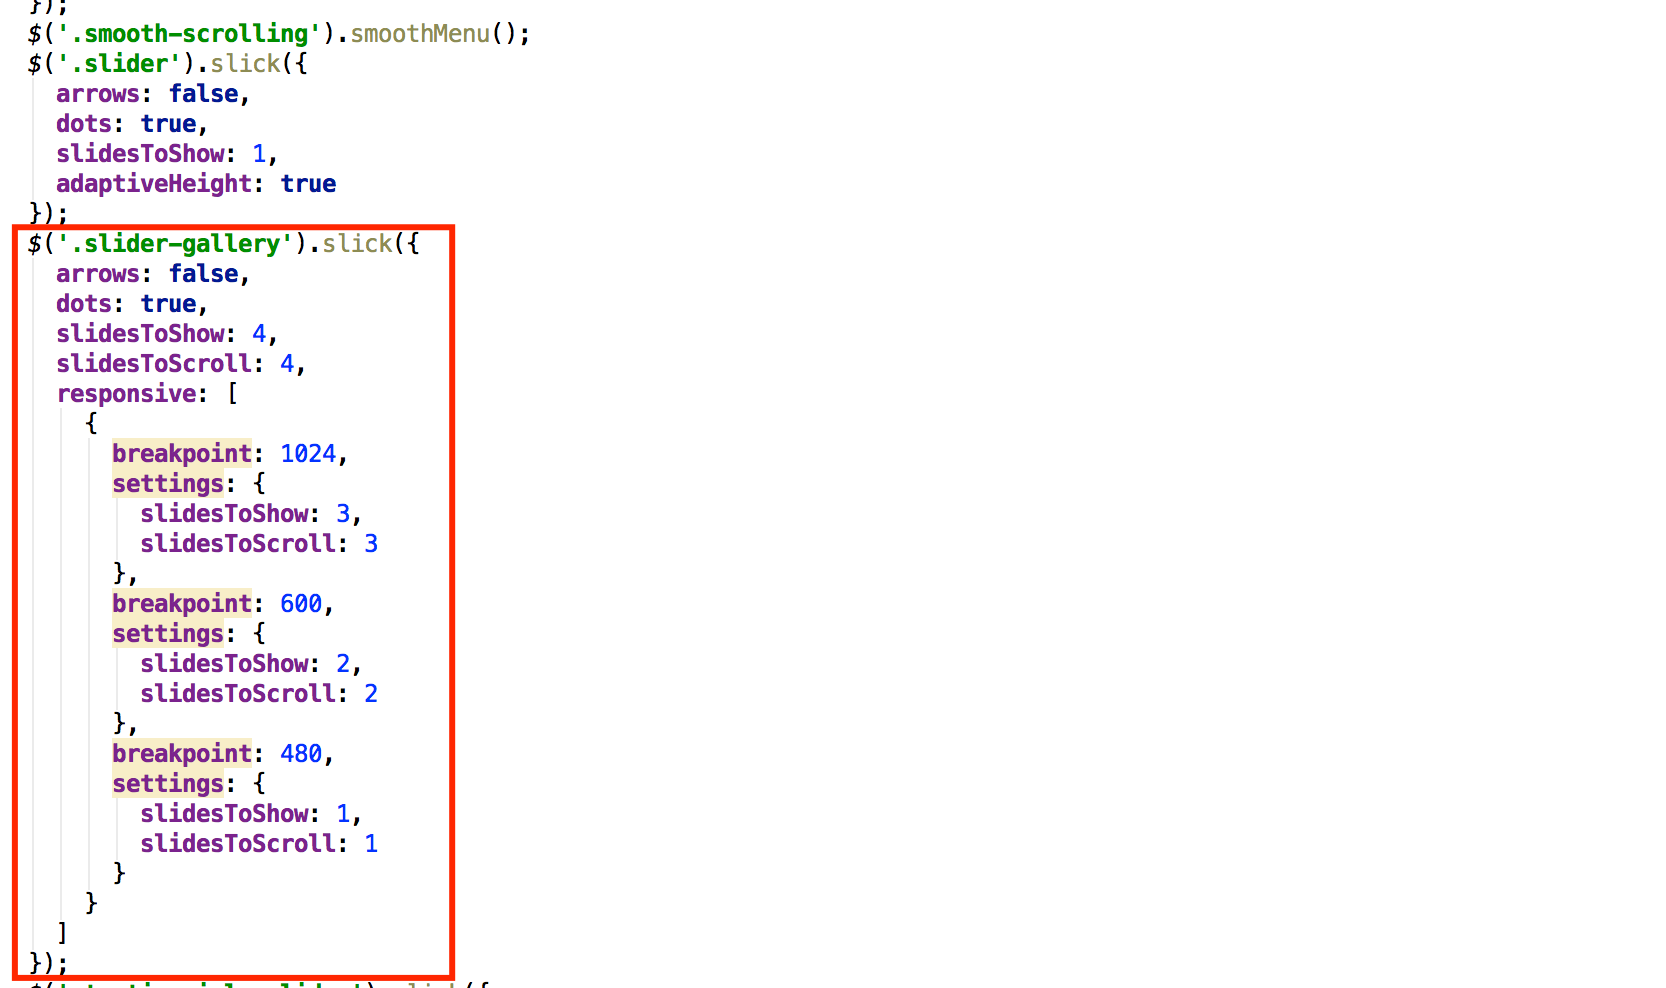 });
$('.smooth-scrolling').smoothMenu();
$('.slider').slick({
  arrows: false,
  dots: true,
  slidesToShow: 1,
  adaptiveHeight: true
});
$('.slider-gallery').slick({
  arrows: false,
  dots: true,
  slidesToShow: 4,
  slidesToScroll: 4,
  responsive: [
    {
      breakpoint: 1024,
      settings: {
        slidesToShow: 3,
        slidesToScroll: 3
      },
      breakpoint: 600,
      settings: {
        slidesToShow: 2,
        slidesToScroll: 2
      },
      breakpoint: 480,
      settings: {
        slidesToShow: 1,
        slidesToScroll: 1
      }
    }
  ]
});